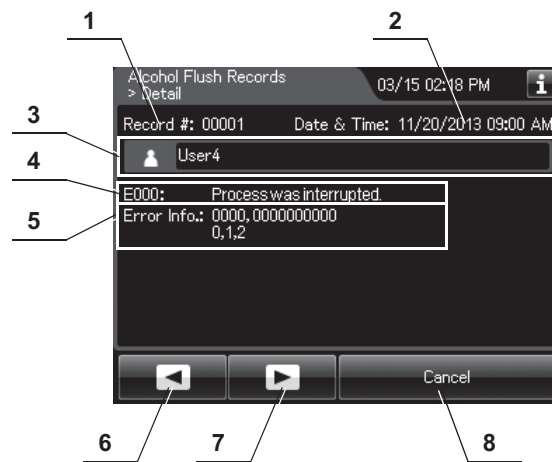 1 2
Alcohol Flush Records
> Detail
03/15 02:18 PM
i
3
Record #: 00001 Date & Time: 11/20/2013 09:00 AM
User4
4
E000: Process was interrupted.
5
Error Info.: 0000,0000000000
0,1,2
Cancel
6 7 8